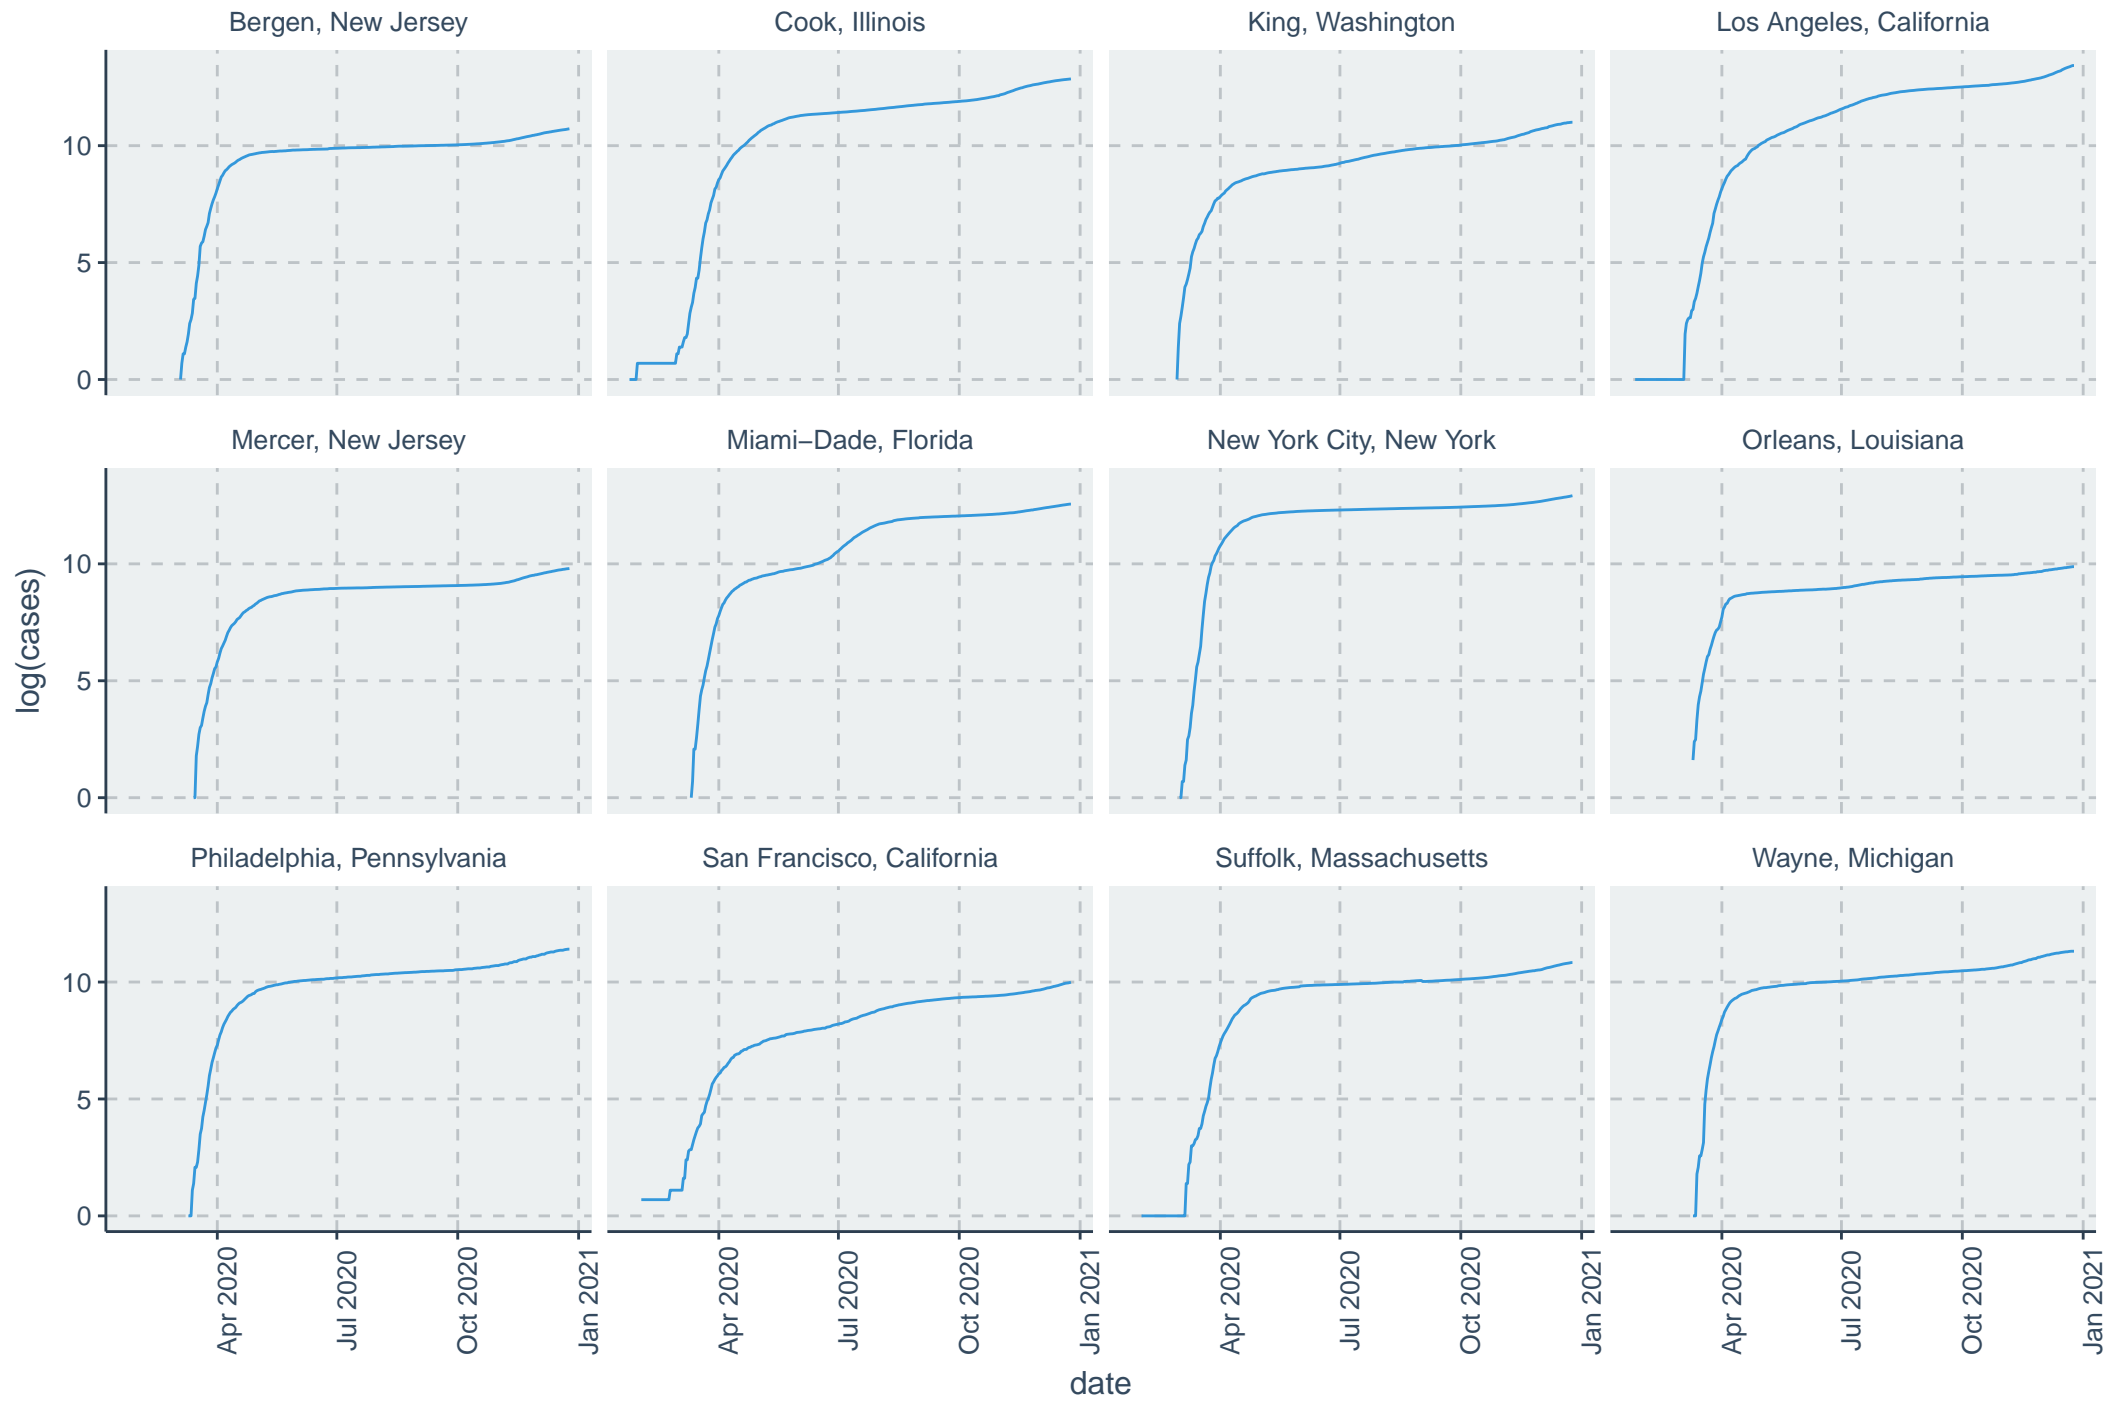 Bergen, New Jersey
Cook, Illinois
King, Washington
Los Angeles, California
10
5
0
Mercer, New Jersey
Miami−Dade, Florida
New York City, New York
Orleans, Louisiana
10
5
0
log(cases)
Philadelphia, Pennsylvania
San Francisco, California
Suffolk, Massachusetts
Wayne, Michigan
10
5
0
Apr 2020
Jul 2020
Oct 2020
Jan 2021
Apr 2020
Jul 2020
Oct 2020
Jan 2021
Apr 2020
Jul 2020
Oct 2020
Jan 2021
Apr 2020
Jul 2020
Oct 2020
Jan 2021
date